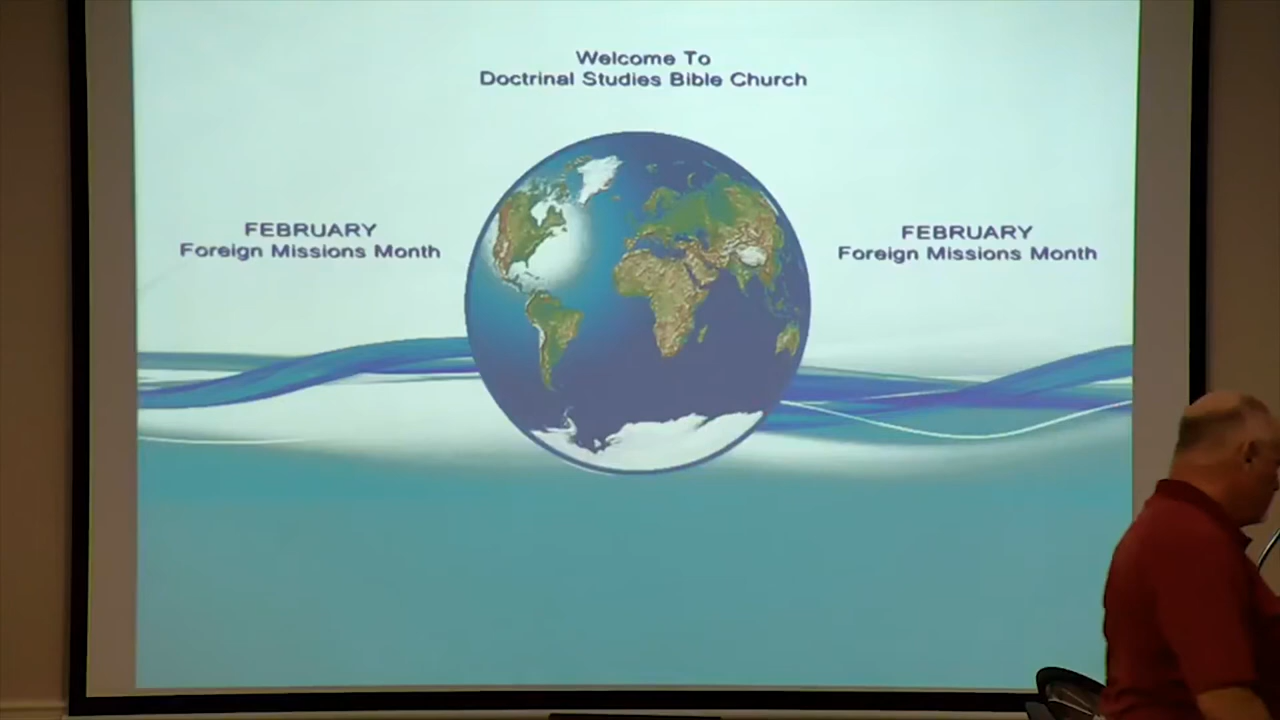 Welcome To
Doctrinal Studies Bible Church
FEBRUARY
Foreign Missions Month
FEBRUARY
Foreign Missions Month